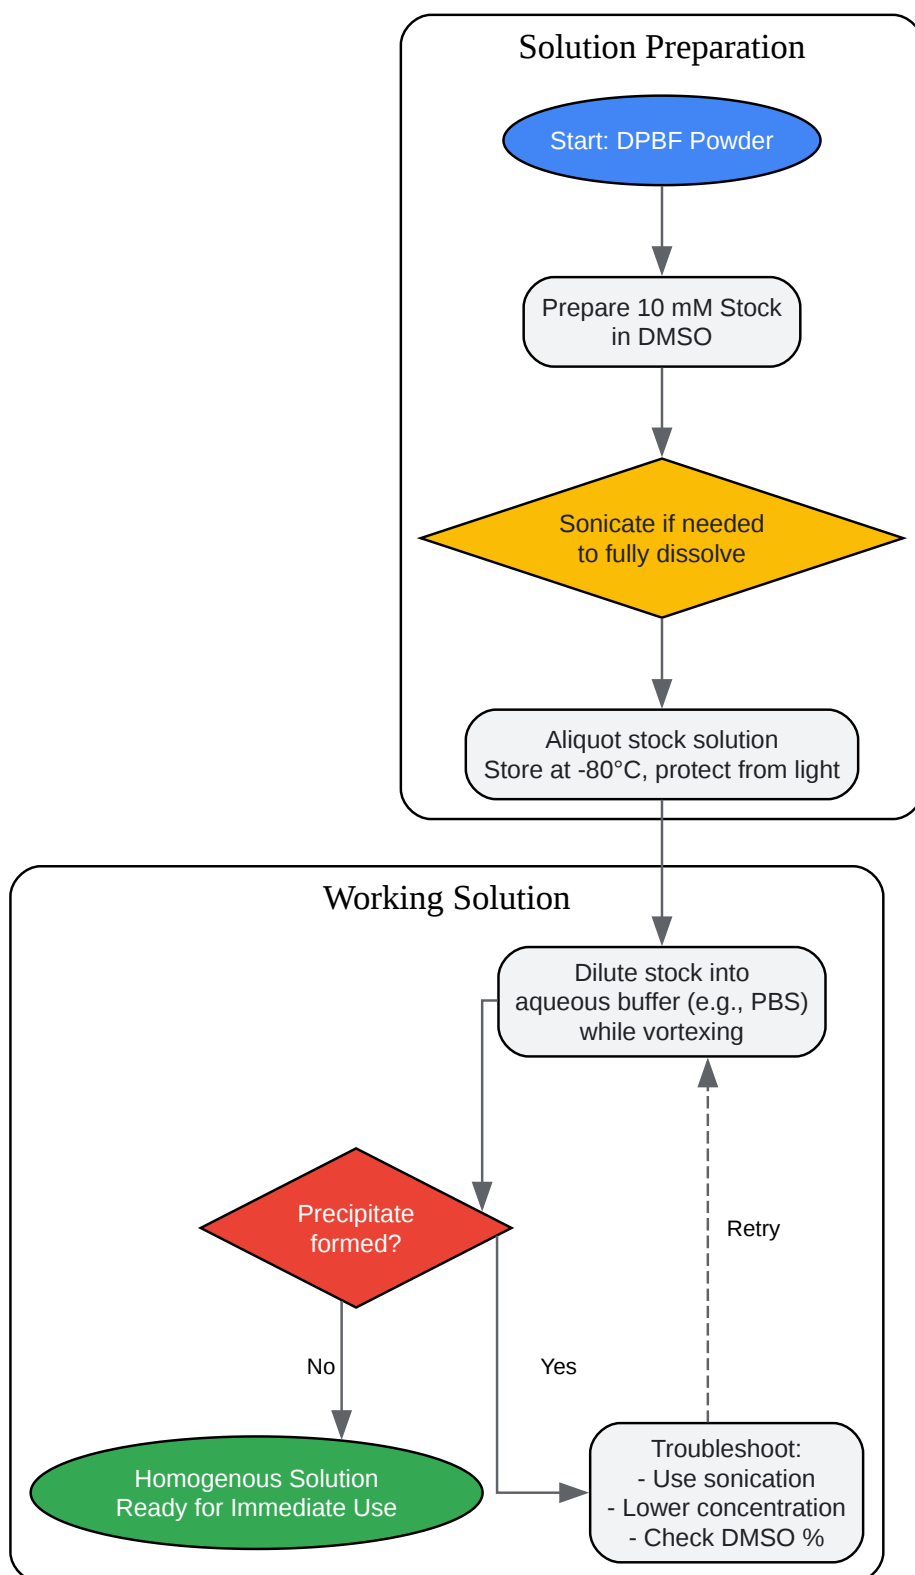 Solution Preparation
Start: DPBF Powder
Prepare 10 mM Stock
in DMSO
Sonicate if needed
to fully dissolve
Aliquot stock solution
Store at -80°C, protect from light
Working Solution
Dilute stock into
aqueous buffer (e.g., PBS)
while vortexing
Precipitate
formed?
Retry
No
Yes
Homogenous Solution
Ready for Immediate Use
Troubleshoot:
- Use sonication
- Lower concentration
- Check DMSO %